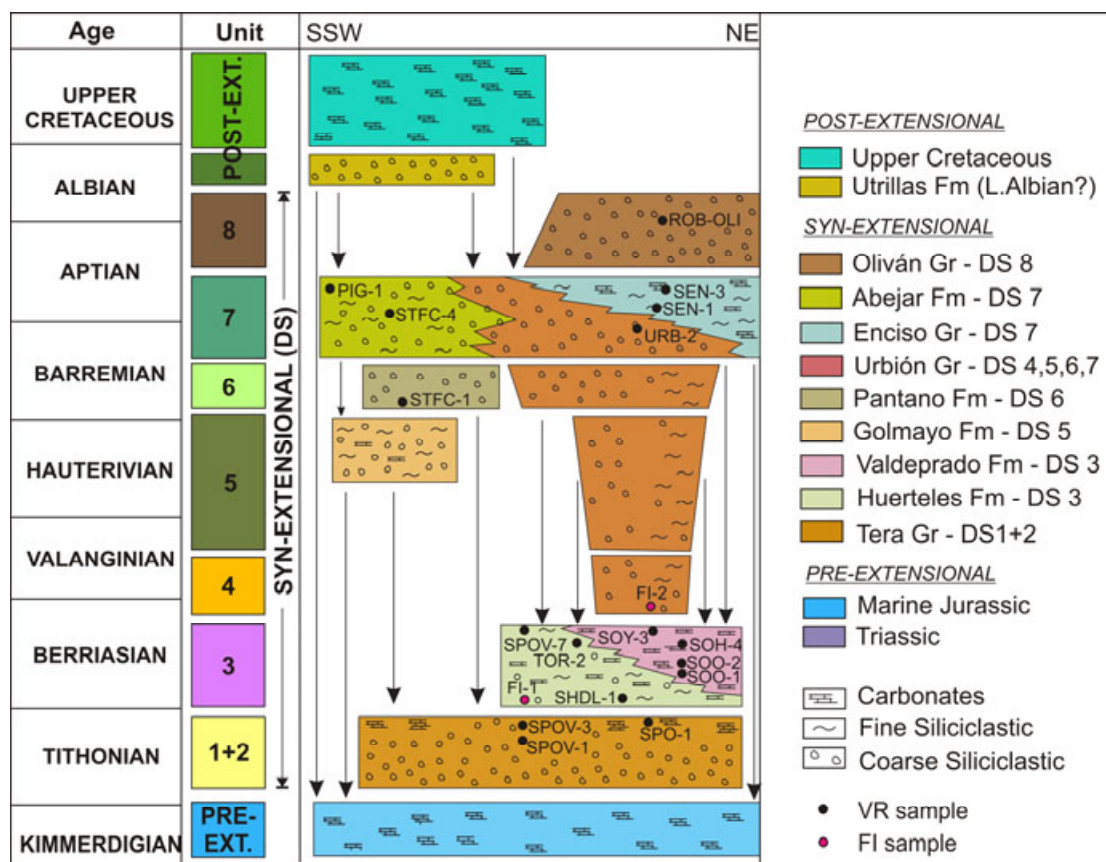 Age
Unit
SSW
NE
UPPER
CRETACEOUS
ALBIAN
APTIAN
BARREMIAN
HAUTERIVIAN
VALANGINIAN
BERRIASIAN
TITHONIAN
KIMMERDIGIAN
POST-EXT.
8
7
6
5
4
3
1+2
PRE-
EXT.
SYN-EXTENSIONAL (DS)
ROB-OLI
PIG-1
STFC-4
SEN-3
SEN-1
URB-2
STFC-1
FI-2
SPOV-7
SOY-3
SOH-4
TOR-2
SOO-2
SOO-1
FI-1
SHDL-1
SPOV-3
SPO-1
SPOV-1
POST-EXTENSIONAL
Upper Cretaceous
Utrillas Fm (L.Albian?)
SYN-EXTENSIONAL
Oliván Gr - DS 8
Abejar Fm - DS 7
Enciso Gr - DS 7
Urbión Gr - DS 4,5,6,7
Pantano Fm - DS 6
Golmayo Fm - DS 5
Valdeprado Fm - DS 3
Huerteles Fm - DS 3
Tera Gr - DS1+2
PRE-EXTENSIONAL
Marine Jurassic
Triassic
Carbonates
Fine Siliciclastic
Coarse Siliciclastic
VR sample
FI sample